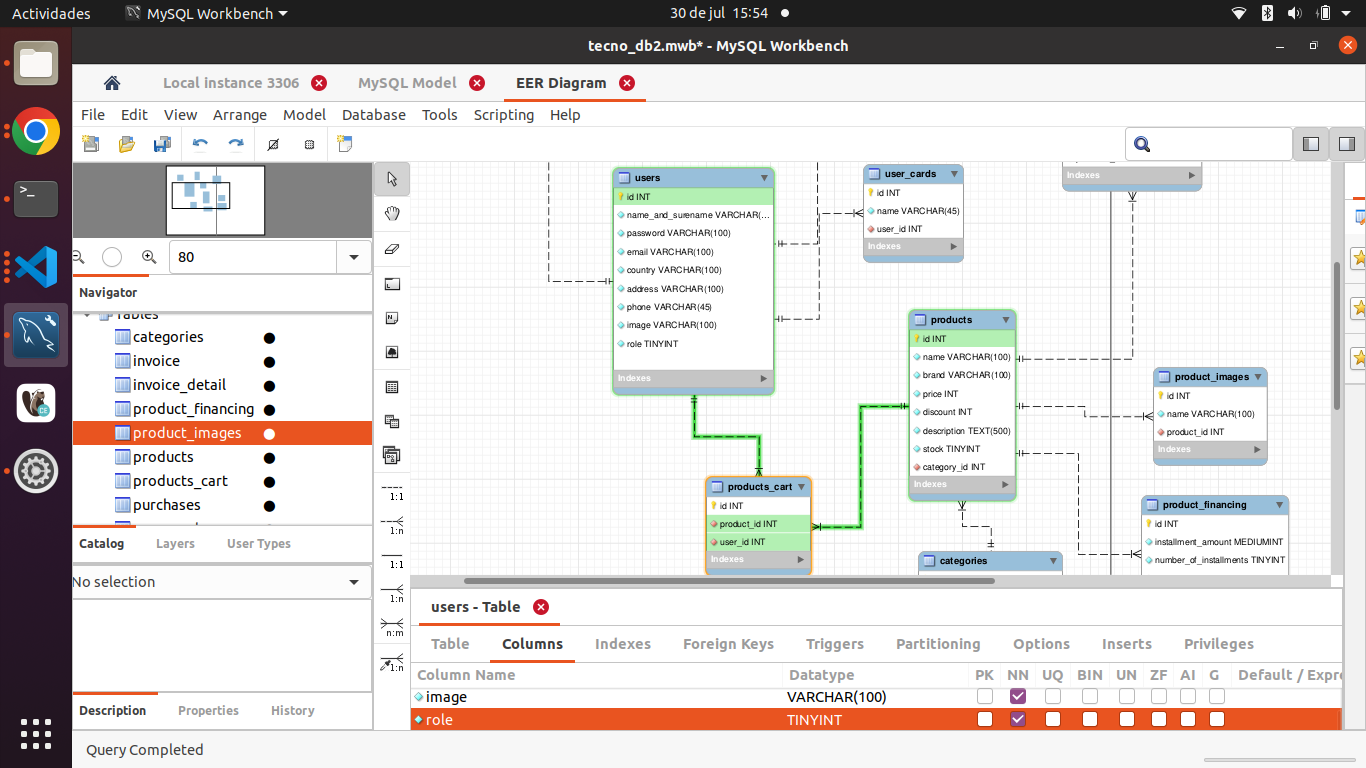 Actividades MySQL Workbench 30 de jul 15:54
tecno_db2.mwb* - MySQL Workbench
Local instance 3306 MySQL Model EER Diagram
File Edit View Arrange Model Database Tools Scripting Help
80
Navigator
Tables
categories
invoice
invoice_detail
product_financing
product_images
products
products_cart
purchases
Catalog Layers User Types
No selection
Description Properties History
1:1
1:n
1:1
1:n
n:m
1:n
users
id INT
name_and_surename VARCHAR(...
password VARCHAR(100)
email VARCHAR(100)
country VARCHAR(100)
address VARCHAR(100)
phone VARCHAR(45)
image VARCHAR(100)
role TINYINT
Indexes
user_cards
id INT
name VARCHAR(45)
user_id INT
Indexes
Indexes
products
id INT
name VARCHAR(100)
brand VARCHAR(100)
price INT
discount INT
description TEXT(500)
stock TINYINT
category_id INT
Indexes
product_images
id INT
name VARCHAR(100)
product_id INT
Indexes
products_cart
id INT
product_id INT
user_id INT
Indexes
categories
product_financing
id INT
installment_amount MEDIUMINT
number_of_installments TINYINT
users - Table
Table Columns Indexes Foreign Keys Triggers Partitioning Options Inserts Privileges
Column Name Datatype PK NN UQ BIN UN ZF AI G Default / Expre
image VARCHAR(100)
role TINYINT
Query Completed